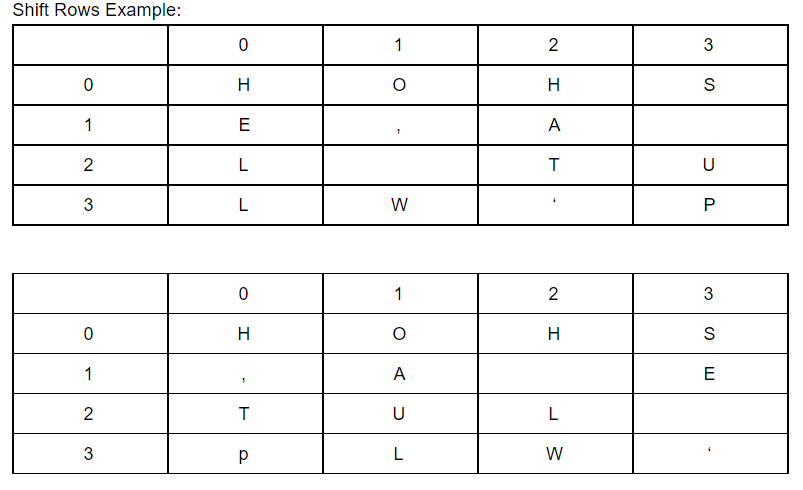 Shift Rows Example:
0 1 2 3
0 H O H S
1 E , A
2 L T U
3 L W ‘ P
0 1 2 3
0 H O H S
1 , A E
2 T U L
3 p L W ‘